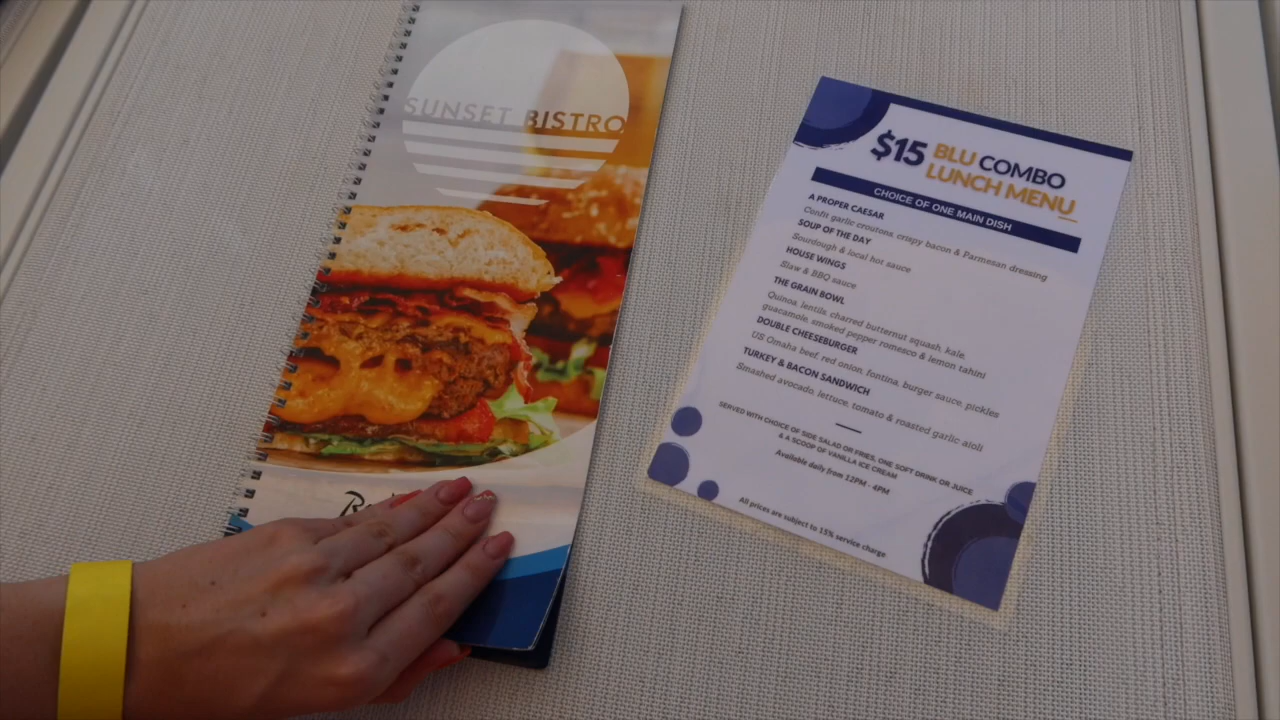 SUNSET BISTRO
$15 BLU COMBO
LUNCH MENU
CHOICE OF ONE MAIN DISH
A PROPER CAESAR
Confit garlic croutons, crispy bacon & Parmesan dressing
SOUP OF THE DAY
Sourdough & local hot sauce
HOUSE WINGS
Slaw & BBQ sauce
THE GRAIN BOWL
Quinoa, lentils, charred butternut squash, kale,
guacamole, smoked pepper romesco & lemon tahini
DOUBLE CHEESEBURGER
US Omaha beef, red onion, fontina, burger sauce, pickles
TURKEY & BACON SANDWICH
Smashed avocado, lettuce, tomato & roasted garlic aioli
SERVED WITH CHOICE OF SIDE SALAD OR FRIES, ONE SOFT DRINK OR JUICE
& A SCOOP OF VANILLA ICE CREAM
Available daily from 12PM - 4PM
All prices are subject to 15% service charge